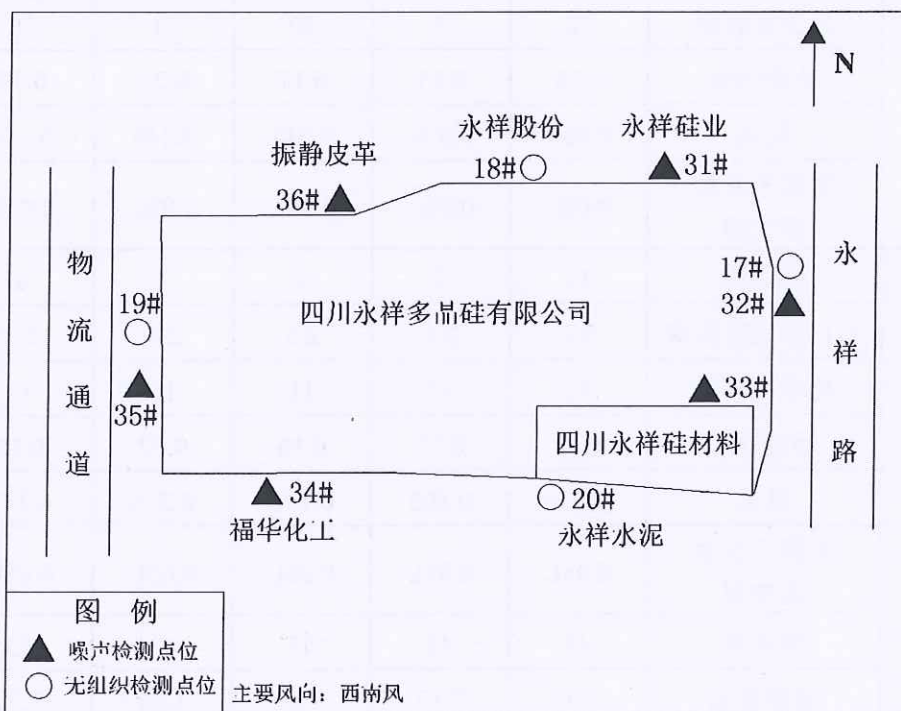 N
永祥股份
永祥硅业
振静皮革
18#
31#
36#
物流通道
永祥路
17#
19#
四川永祥多晶硅有限公司
32#
35#
33#
四川永祥硅材料
34#
20#
福华化工
永祥水泥
图 例
噪声检测点位
无组织检测点位
主要风向：西南风